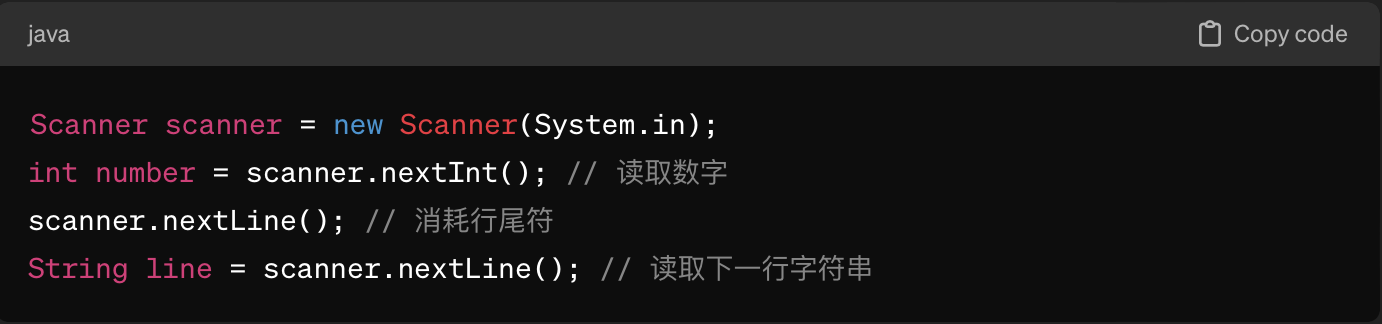 java
Copy code
Scanner scanner = new Scanner(System.in);
int number = scanner.nextInt(); // 读取数字
scanner.nextLine(); // 消耗行尾符
String line = scanner.nextLine(); // 读取下一行字符串